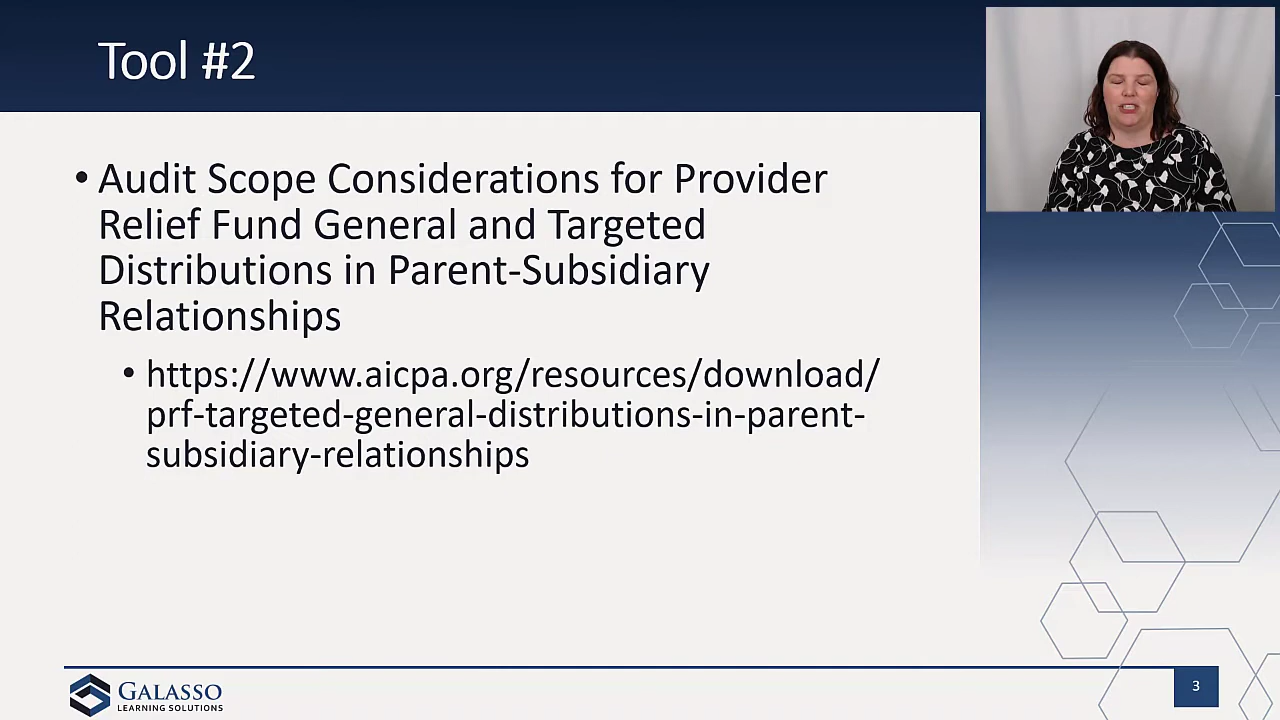 Tool #2
• Audit Scope Considerations for Provider
Relief Fund General and Targeted
Distributions in Parent-Subsidiary
Relationships
• https://www.aicpa.org/resources/download/
prf-targeted-general-distributions-in-parent-
subsidiary-relationships
GALASSO
LEARNING SOLUTIONS
3